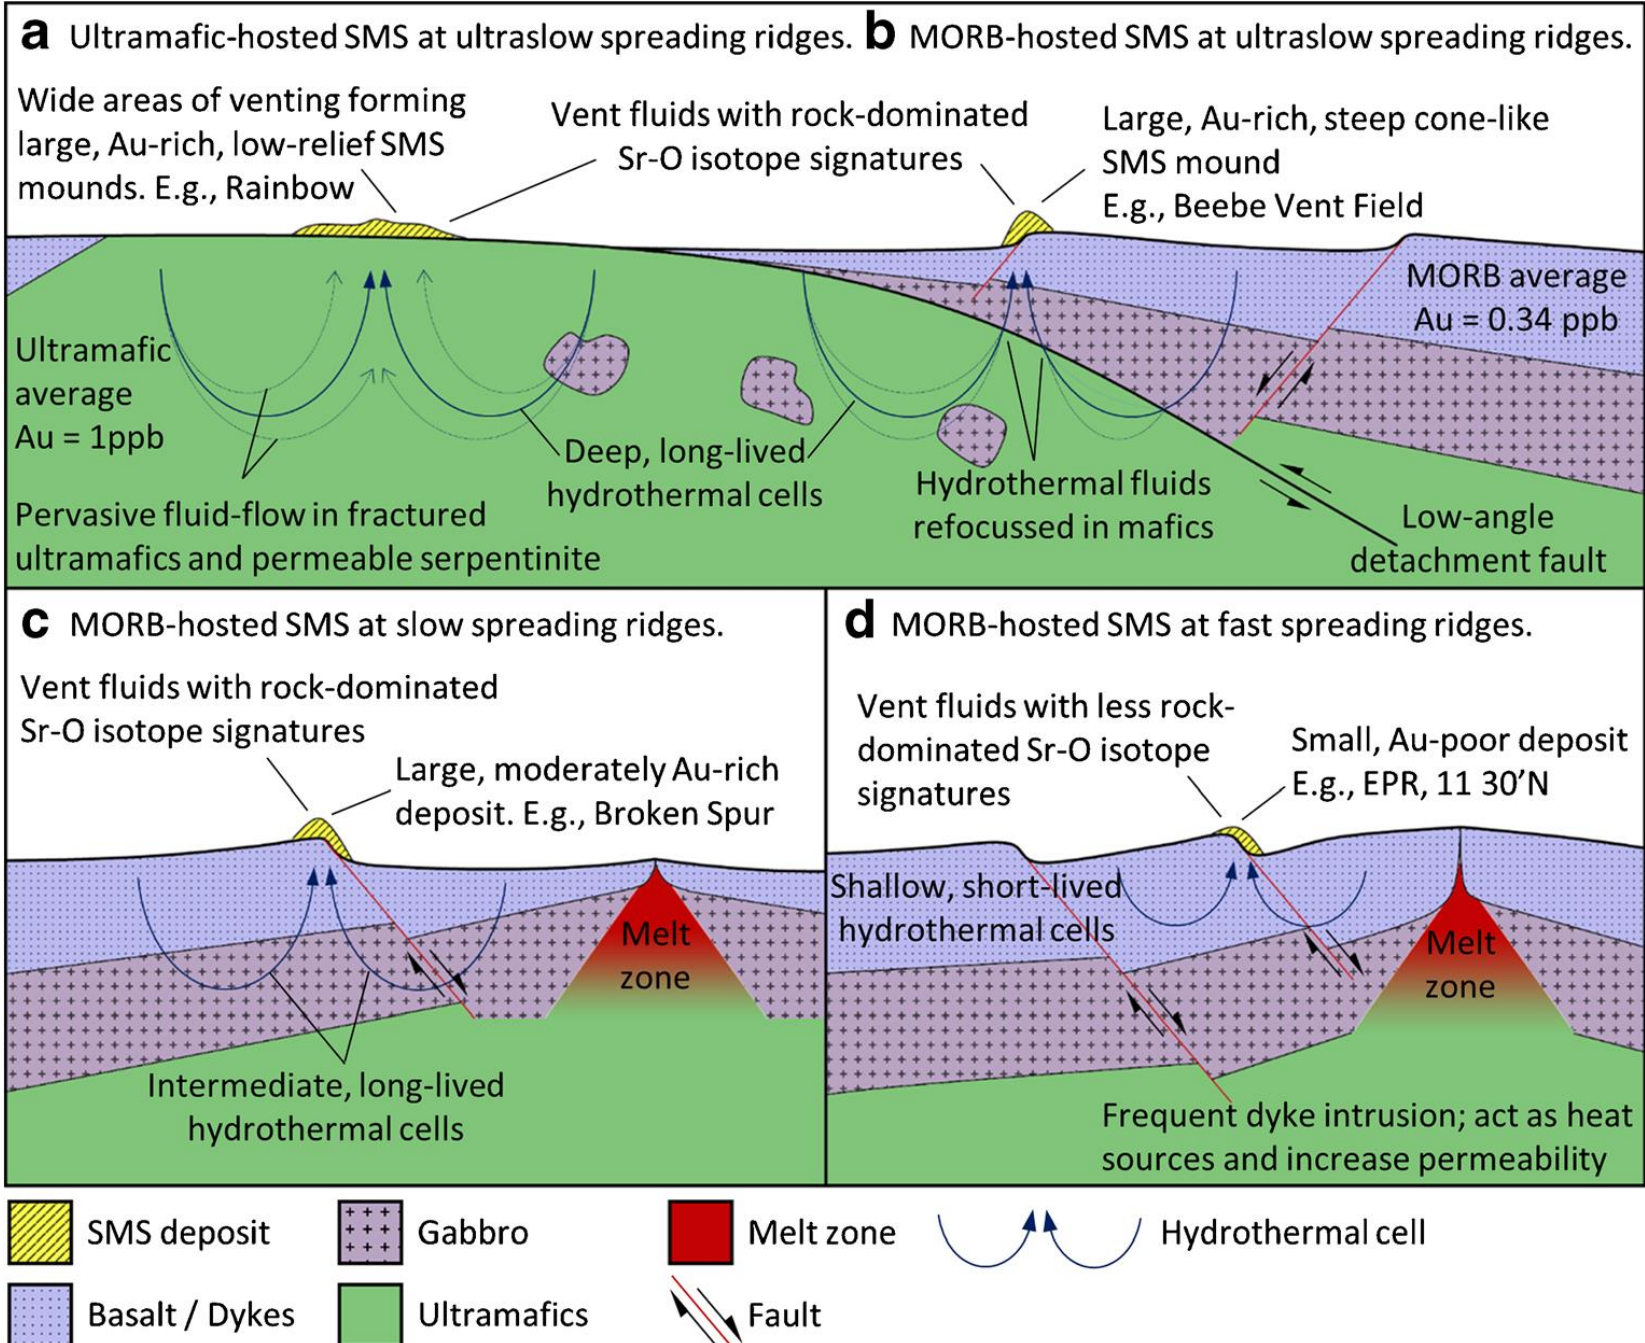 a Ultramafic-hosted SMS at ultraslow spreading ridges.
b MORB-hosted SMS at ultraslow spreading ridges.
Wide areas of venting forming
large, Au-rich, low-relief SMS
mounds. E.g., Rainbow
Vent fluids with rock-dominated
Sr-O isotope signatures
Large, Au-rich, steep cone-like
SMS mound
E.g., Beebe Vent Field
MORB average
Au = 0.34 ppb
Ultramafic
average
Au = 1ppb
Deep, long-lived
hydrothermal cells
Hydrothermal fluids
refocussed in mafics
Pervasive fluid-flow in fractured
ultramafics and permeable serpentinite
Low-angle
detachment fault
c MORB-hosted SMS at slow spreading ridges.
Vent fluids with rock-dominated
Sr-O isotope signatures
Large, moderately Au-rich
deposit. E.g., Broken Spur
Melt
zone
Intermediate, long-lived
hydrothermal cells
d MORB-hosted SMS at fast spreading ridges.
Vent fluids with less rock-
dominated Sr-O isotope
signatures
Small, Au-poor deposit
E.g., EPR, 11 30’N
Shallow, short-lived
hydrothermal cells
Melt
zone
Frequent dyke intrusion; act as heat
sources and increase permeability
SMS deposit
Gabbro
Melt zone
Hydrothermal cell
Basalt / Dykes
Ultramafics
Fault